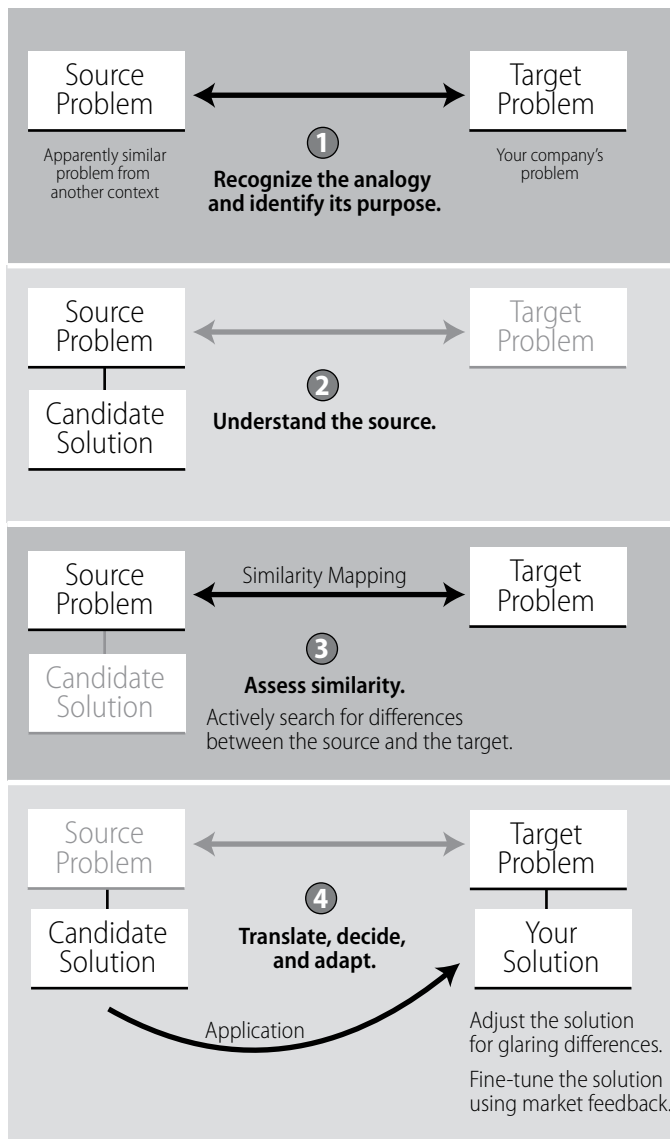 Source
Problem
Target
Problem
Apparently similar
problem from
another context
1
Recognize the analogy
and identify its purpose.
Your company’s
problem
Source
Problem
Target
Problem
Candidate
Solution
2
Understand the source.
Source
Problem
Similarity Mapping
Target
Problem
Candidate
Solution
3
Assess similarity.
Actively search for differences
between the source and the target.
Source
Problem
Target
Problem
Candidate
Solution
4
Translate, decide,
and adapt.
Your
Solution
Application
Adjust the solution
for glaring differences.
Fine-tune the solution
using market feedback.